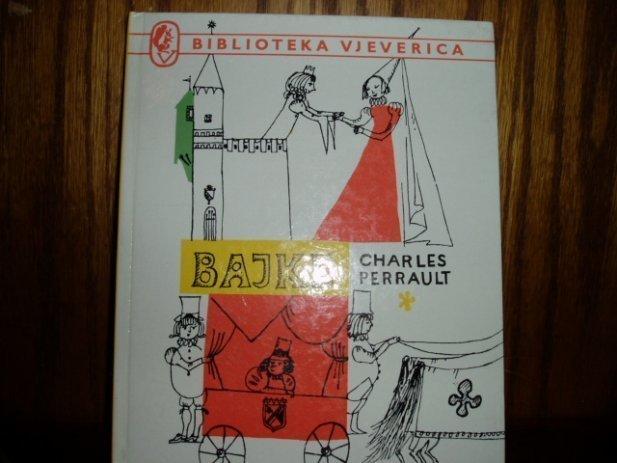 BIBLIOTEKA VJEVERICA
BAJKE
CHARLES
PERRAULT